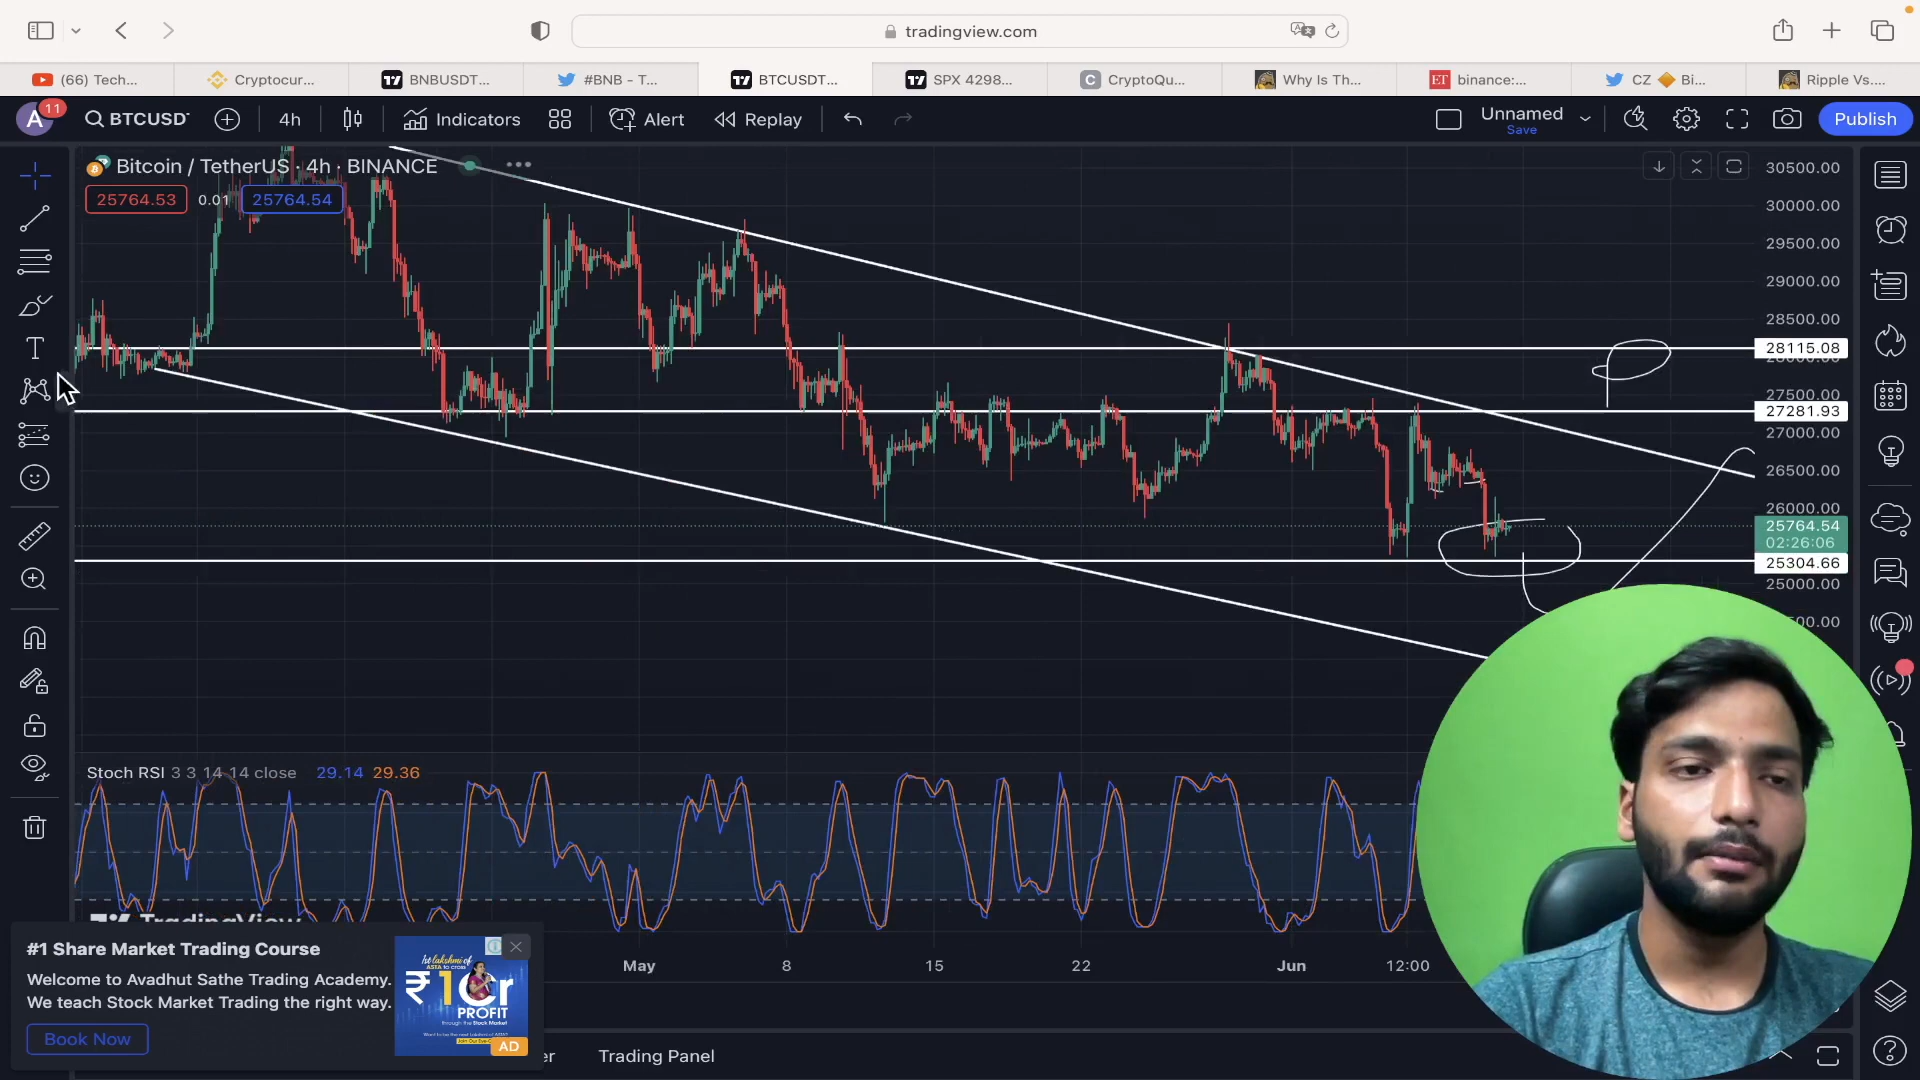 tradingview.com
(66) Tech...
Cryptocur...
BNBUSDT...
#BNB - T...
BTCUSDT...
SPX 4298...
CryptoQu...
Why Is Th...
ET binance:...
CZ 🔶 Bi...
Ripple Vs....
A 11 BTCUSD 4h Indicators Alert Replay Unnamed Publish
Save
Bitcoin / TetherUS · 4h · BINANCE
25764.53 0.01 25764.54
30500.00
30000.00
29500.00
29000.00
28500.00
28115.08
27500.00
27281.93
27000.00
26500.00
26000.00
25764.54
02:26:06
25304.66
25000.00
Stoch RSI 3 3 14 14 close 29.14 29.36
TradingView
May 8 15 22 Jun 12:00
#1 Share Market Trading Course
Welcome to Avadhut Sathe Trading Academy.
We teach Stock Market Trading the right way.
Book Now
₹1Cr
PROFIT
AD
Trading Panel